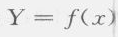 Y = f(x)